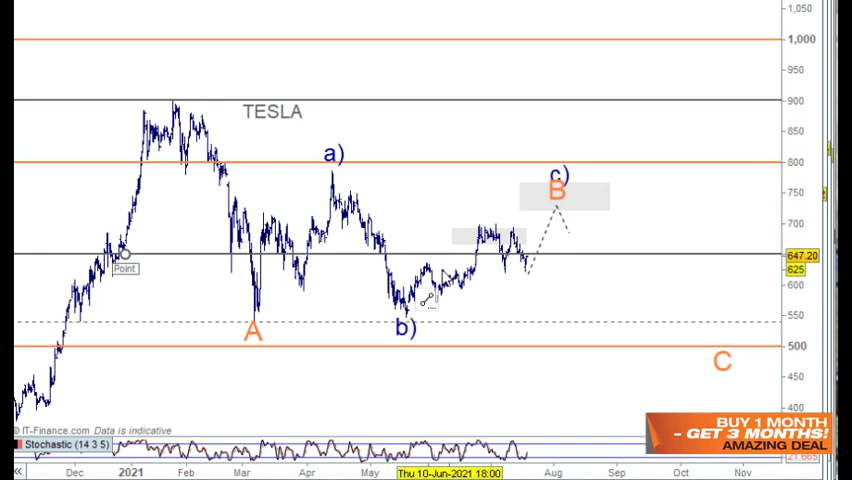 1,050
1,000
950
900
TESLA
850
a)
800
c)
B
750
700
647.20
Point
625
600
550
A
b)
500
C
450
400
© IT-Finance.com Data is indicative
BUY 1 MONTH
- GET 3 MONTHS!
AMAZING DEAL
Stochastic (14 3 5)
21.665
Dec 2021 Feb Mar Apr May Thu 10-Jun-2021 18:00 Aug Sep Oct Nov